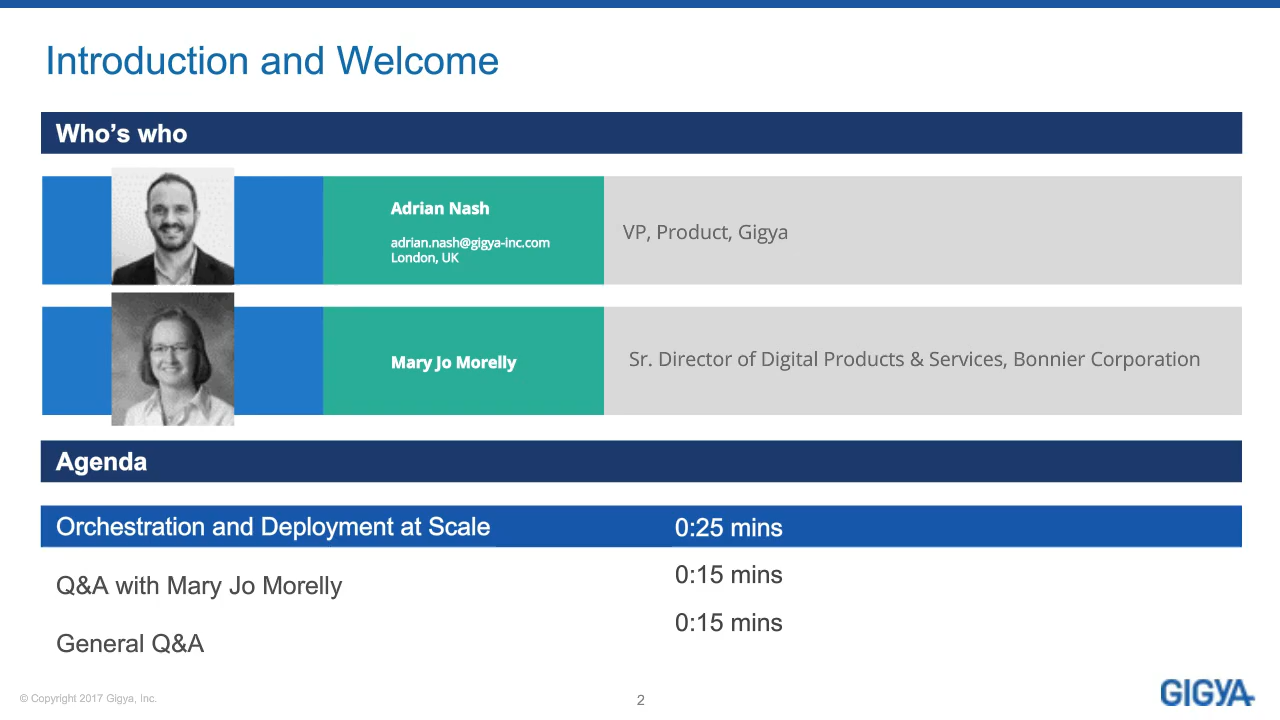 Introduction and Welcome
Who’s who
Adrian Nash
adrian.nash@gigya-inc.com
London, UK
VP, Product, Gigya
Mary Jo Morelly
Sr. Director of Digital Products & Services, Bonnier Corporation
Agenda
Orchestration and Deployment at Scale 0:25 mins
Q&A with Mary Jo Morelly 0:15 mins
General Q&A 0:15 mins
© Copyright 2017 Gigya, Inc.
2
GIGYA